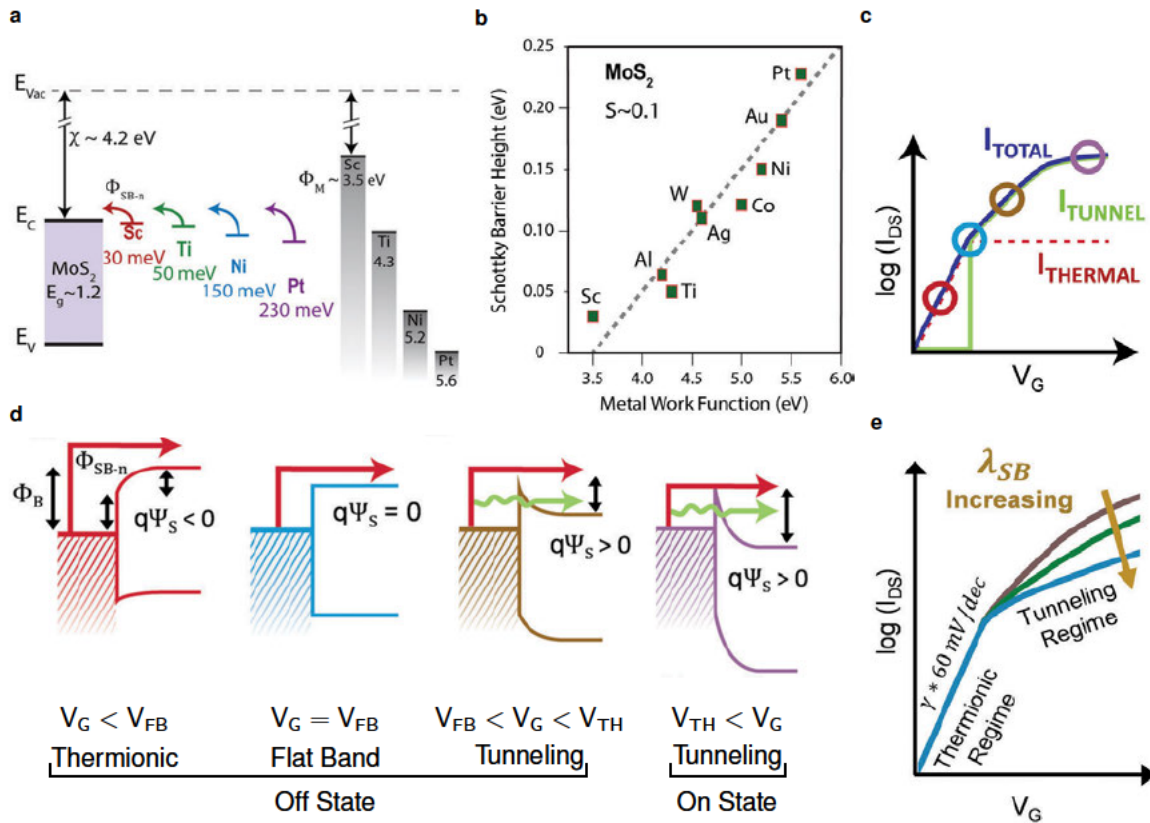 a
E_Vac
χ ~ 4.2 eV
Φ_SB-n
E_C
Sc
30 meV
Ti
50 meV
Ni
150 meV
Pt
230 meV
MoS₂
E_g~1.2
E_V
Φ_M ~
Sc
3.5 eV
Ti
4.3
Ni
5.2
Pt
5.6
b
Schottky Barrier Height (eV)
0.25
0.20
0.15
0.10
0.05
0
MoS₂
S~0.1
Pt
Au
Ni
W
Co
Ag
Al
Ti
Sc
3.5
4.0
4.5
5.0
5.5
6.0
Metal Work Function (eV)
c
log (I_DS)
I_TOTAL
I_TUNNEL
I_THERMAL
V_G
d
Φ_B
Φ_SB-n
qΨ_S < 0
qΨ_S = 0
qΨ_S > 0
qΨ_S > 0
V_G < V_FB
V_G = V_FB
V_FB < V_G < V_TH
V_TH < V_G
Thermionic
Flat Band
Tunneling
Tunneling
Off State
On State
e
log (I_DS)
λ_SB
Increasing
γ * 60 mV/dec
Thermionic
Regime
Tunneling
Regime
V_G